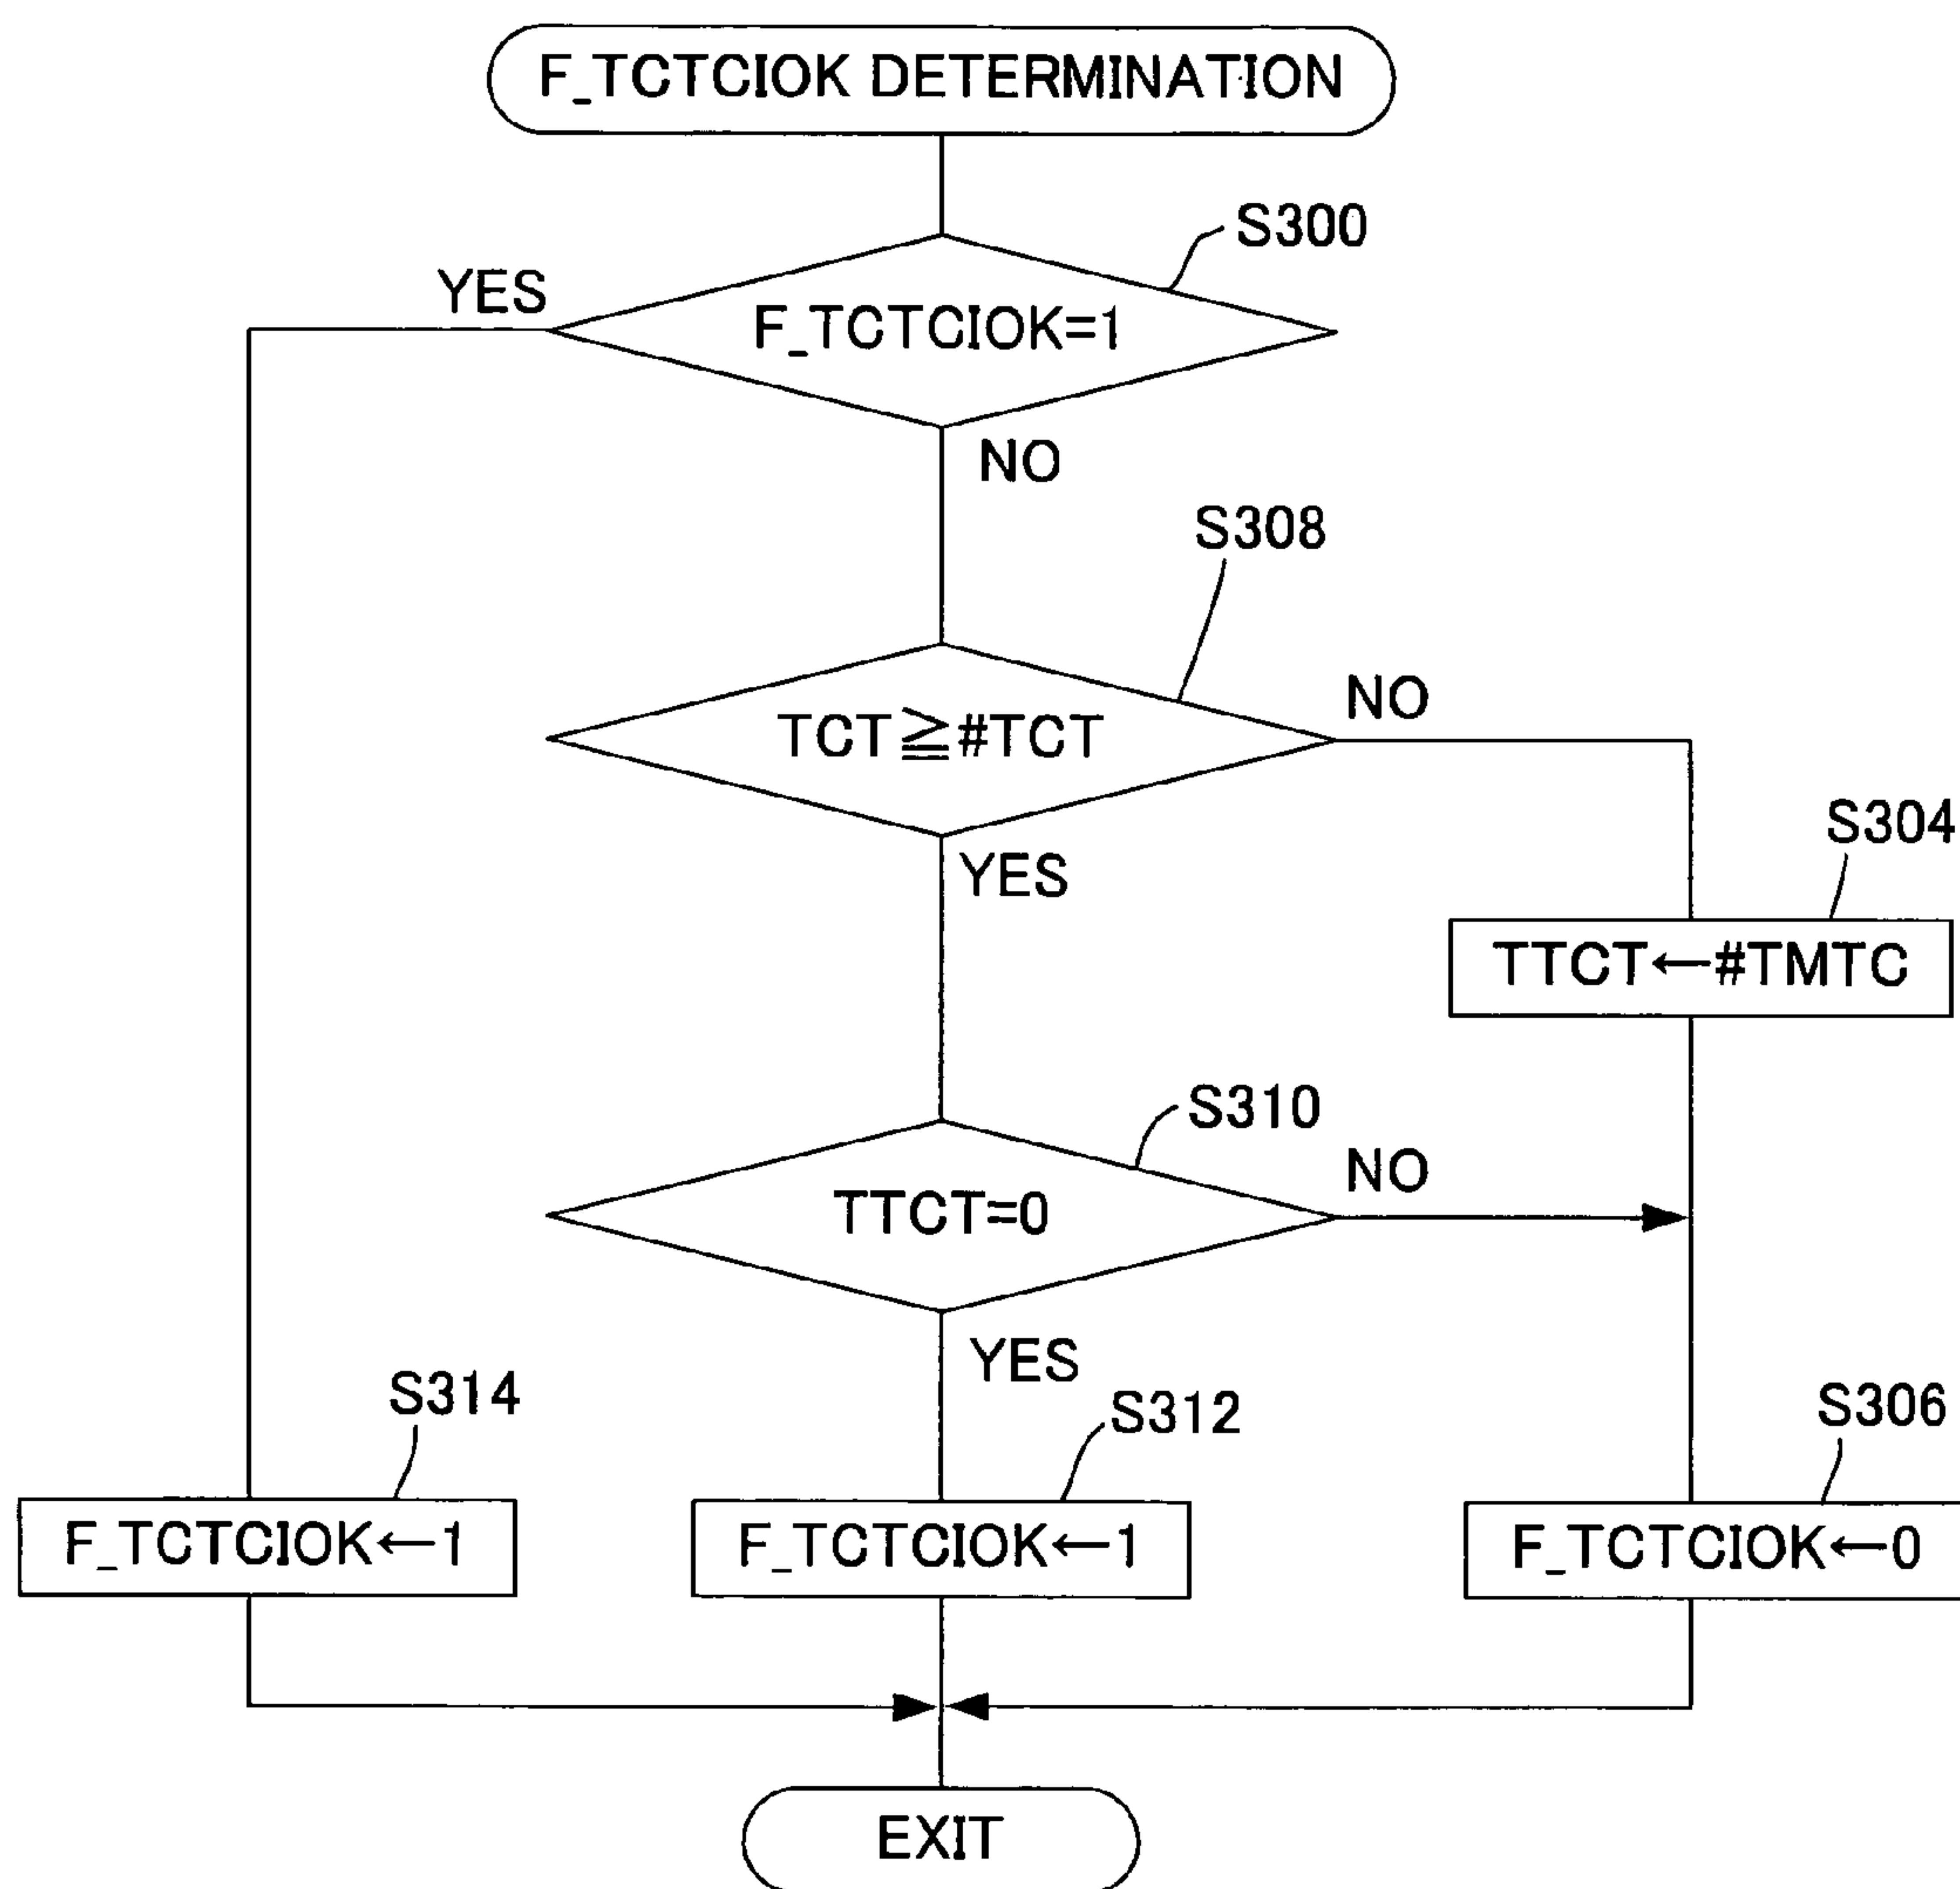 F_TCTCIOK DETERMINATION
S300
YES
F_TCTCIOK=1
NO
S308
TCT≧#TCT
NO
S304
YES
TTCT←#TMTC
S310
NO
TTCT=0
YES
S314
S312
S306
F_TCTCIOK←1
F_TCTCIOK←1
F_TCTCIOK←0
EXIT